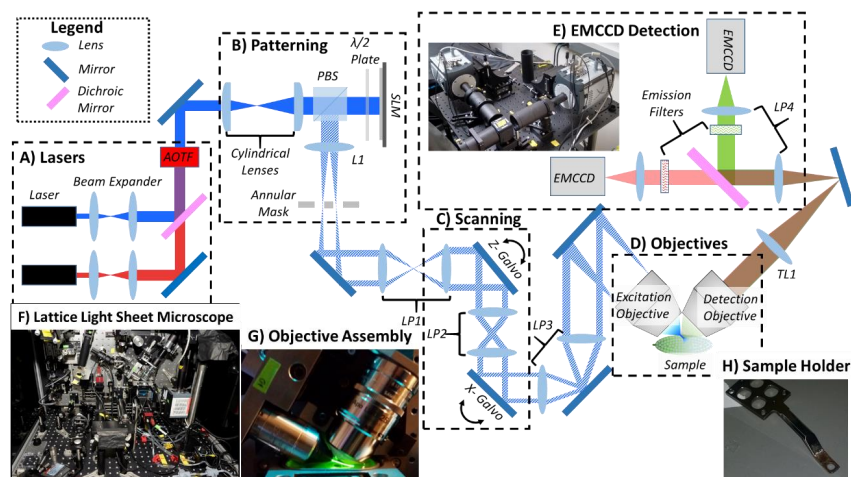 Legend
Lens
Mirror
Dichroic
Mirror
A) Lasers
AOTF
Laser
Beam Expander
B) Patterning
λ/2
Plate
PBS
SLM
Cylindrical
Lenses
L1
Annular
Mask
C) Scanning
Z- Galvo
LP1
LP2
LP3
X- Galvo
D) Objectives
Excitation
Objective
Detection
Objective
Sample
TL1
E) EMCCD Detection
EMCCD
Emission
Filters
LP4
EMCCD
F) Lattice Light Sheet Microscope
G) Objective Assembly
H) Sample Holder